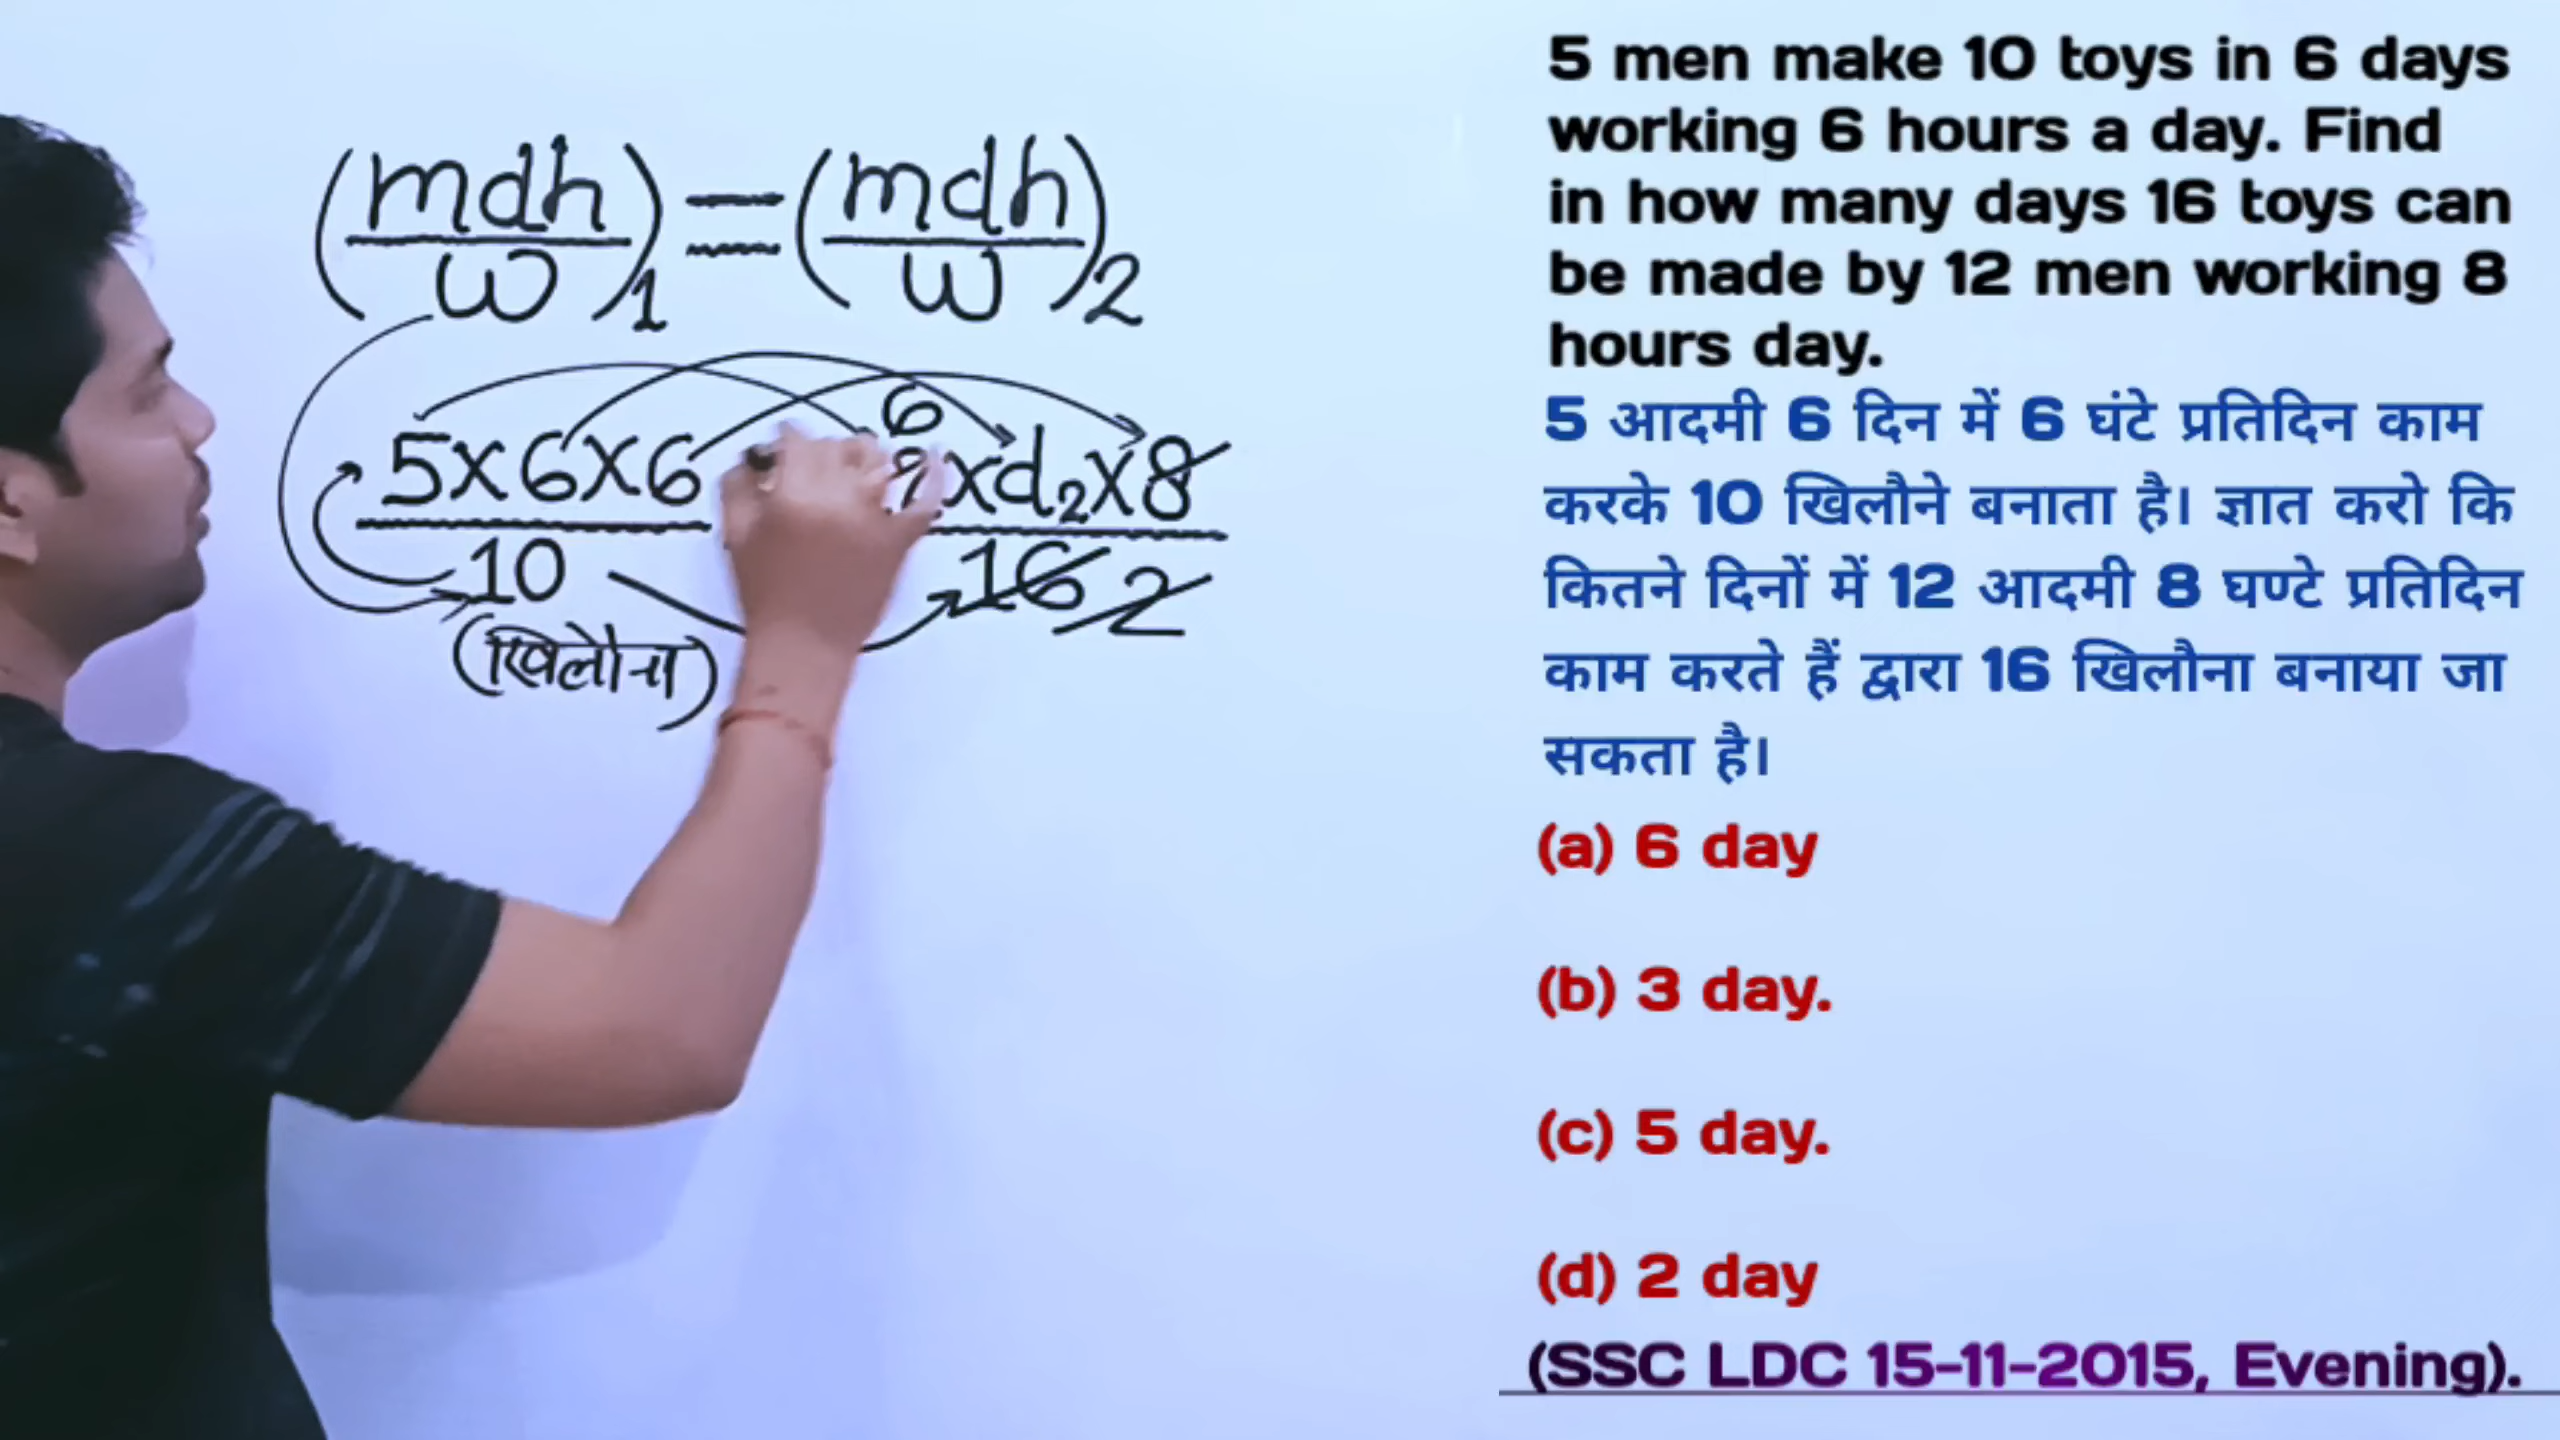 (mdh/W)1 = (mdh/W)2
6
5x6x6 xd2x8
10 16 2
(खिलौना)
5 men make 10 toys in 6 days
working 6 hours a day. Find
in how many days 16 toys can
be made by 12 men working 8
hours day.
5 आदमी 6 दिन में 6 घंटे प्रतिदिन काम
करके 10 खिलौने बनाता है। ज्ञात करो कि
कितने दिनों में 12 आदमी 8 घण्टे प्रतिदिन
काम करते हैं द्वारा 16 खिलौना बनाया जा
सकता है।
(a) 6 day
(b) 3 day.
(c) 5 day.
(d) 2 day
(SSC LDC 15-11-2015, Evening).